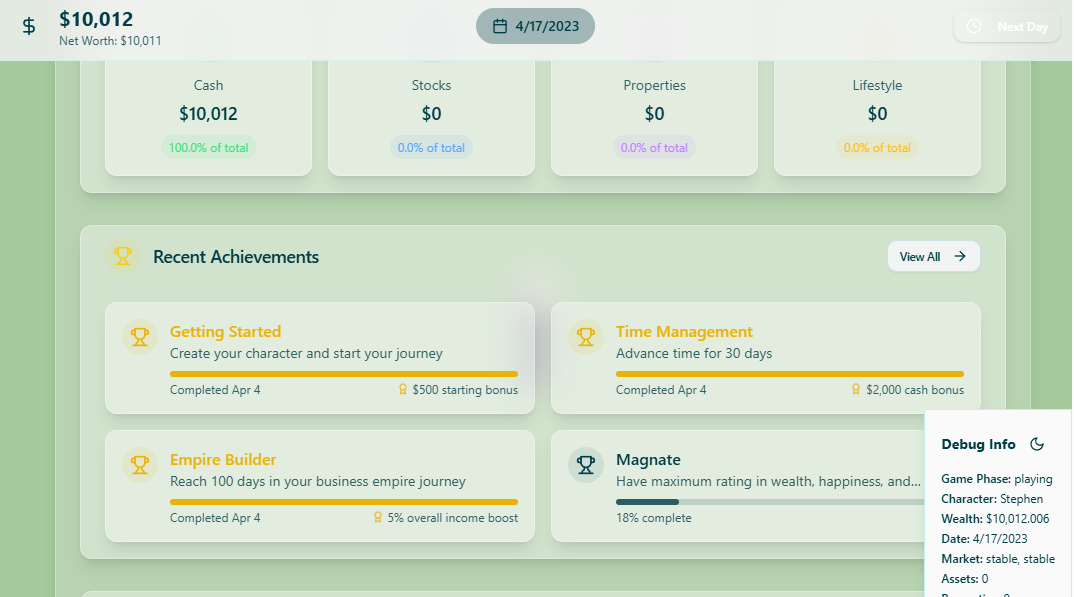 $10,012
Net Worth: $10,011
4/17/2023
Next Day
Cash
$10,012
100.0% of total
Stocks
$0
0.0% of total
Properties
$0
0.0% of total
Lifestyle
$0
0.0% of total
Recent Achievements
View All
Getting Started
Create your character and start your journey
Completed Apr 4
$500 starting bonus
Time Management
Advance time for 30 days
Completed Apr 4
$2,000 cash bonus
Empire Builder
Reach 100 days in your business empire journey
Completed Apr 4
5% overall income boost
Magnate
Have maximum rating in wealth, happiness, and...
18% complete
Debug Info
Game Phase: playing
Character: Stephen
Wealth: $10,012.006
Date: 4/17/2023
Market: stable, stable
Assets: 0